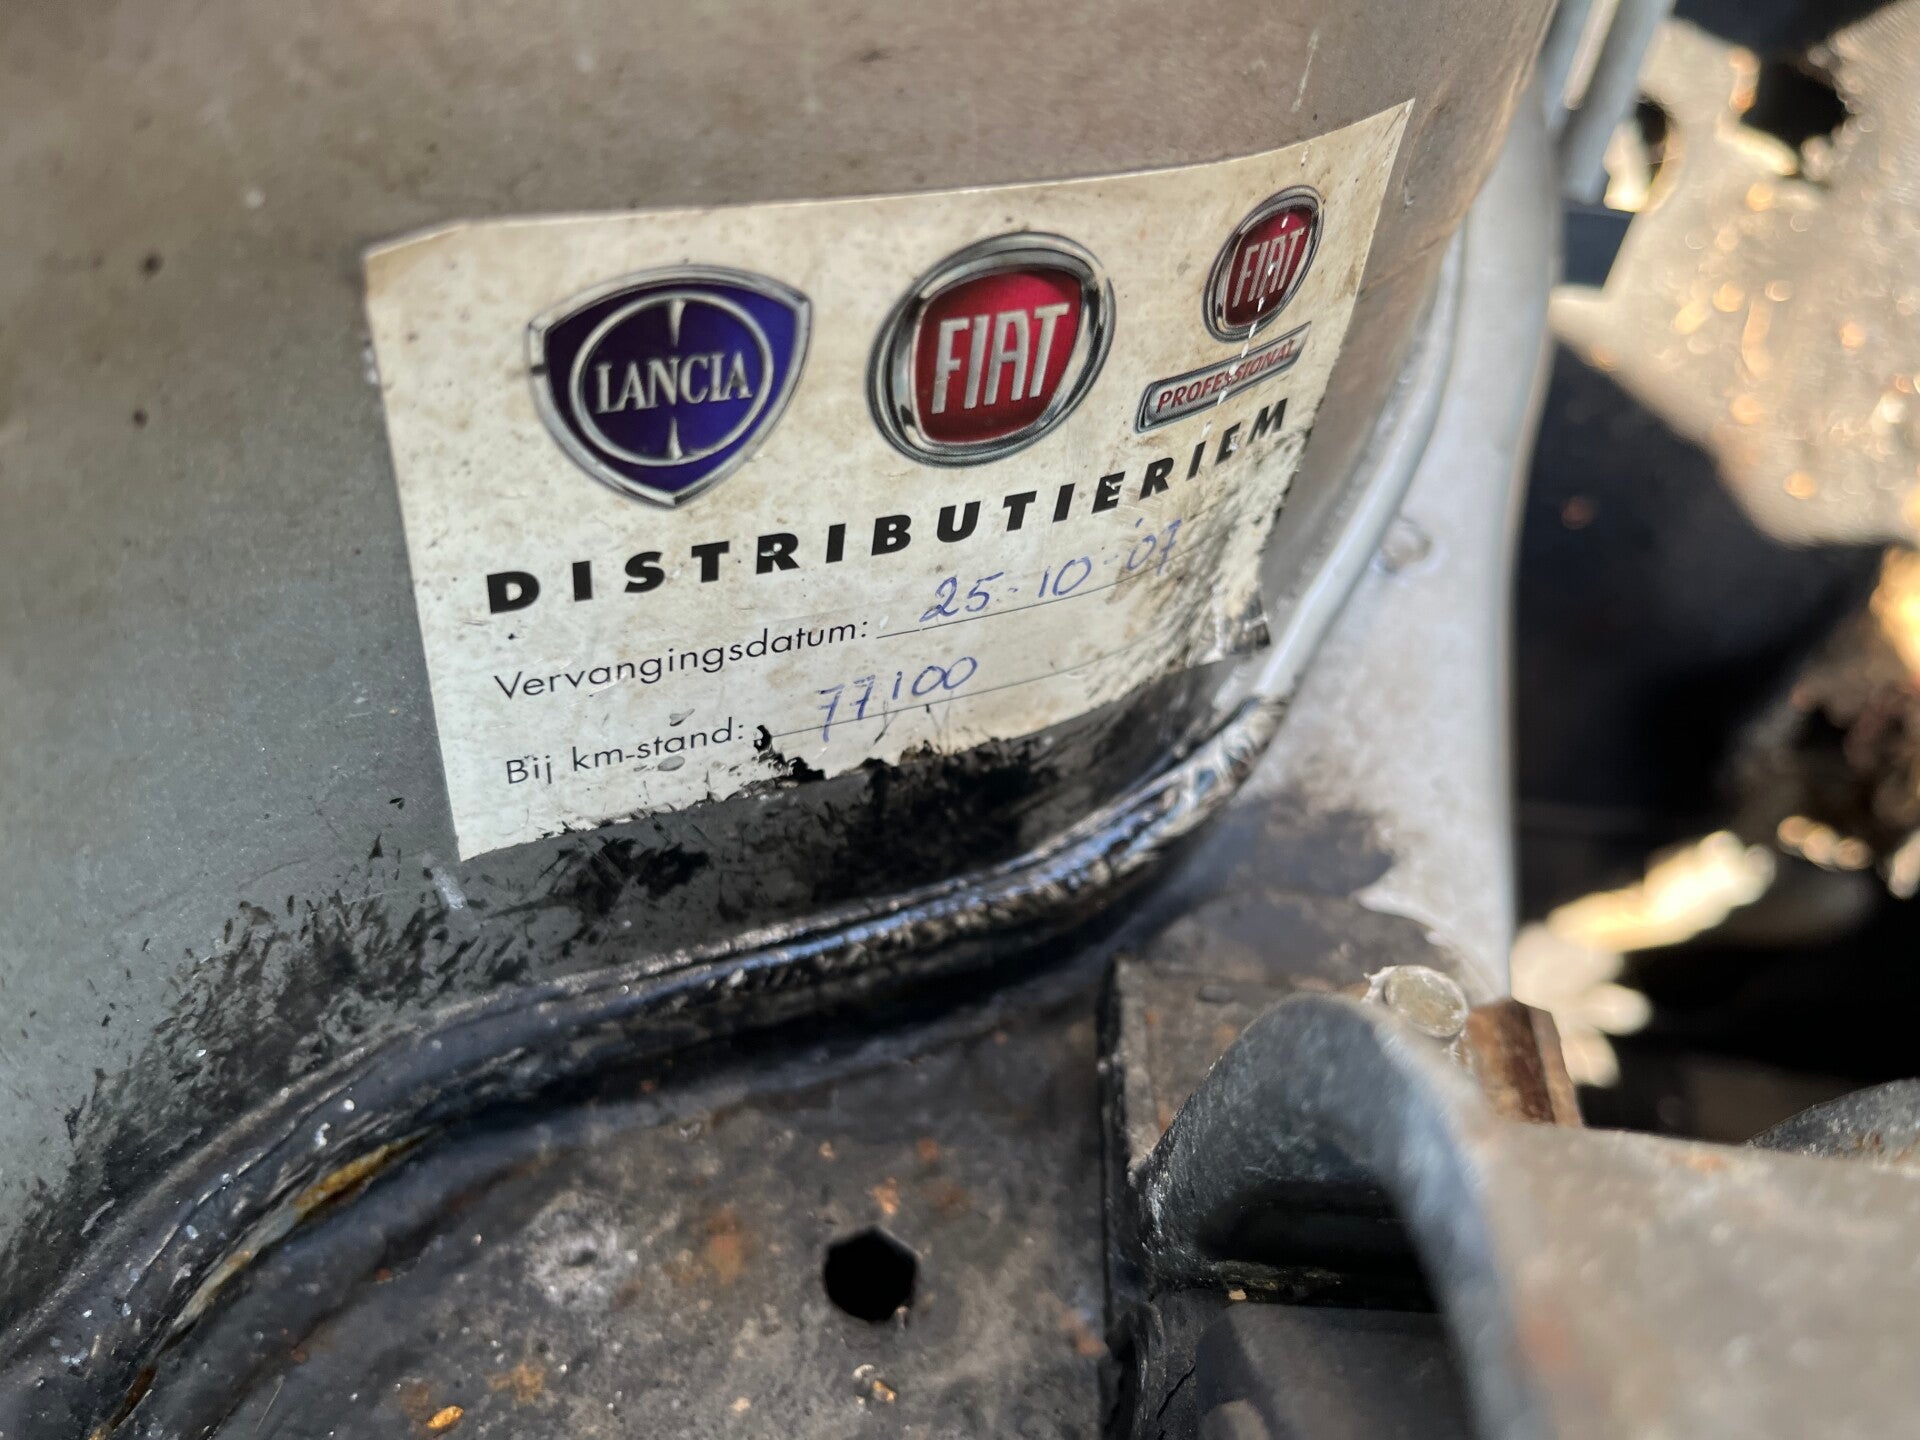 LANCIA FIAT FIAT
PROFESSIONAL
DISTRIBUTIERIEM
Vervangingsdatum: 25-10-'07
Bij km-stand: 77100